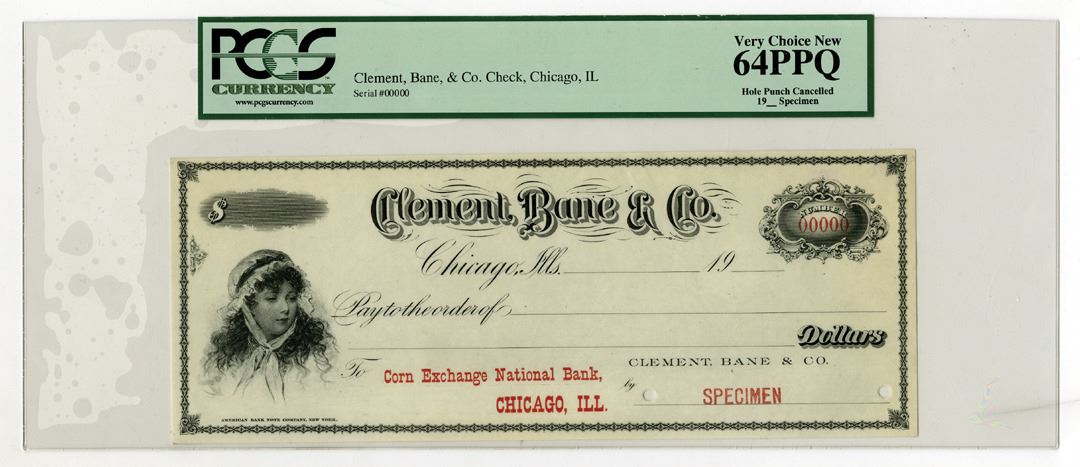 PCGS
CURRENCY
www.pcgscurrency.com
Clement, Bane, & Co. Check, Chicago, IL
Serial #00000
Very Choice New
64PPQ
Hole Punch Cancelled
19__ Specimen
$
Clement, Bane & Co.
NUMBER
00000
Chicago, Ills. 19
Pay to the order of
Dollars
To Corn Exchange National Bank,
CHICAGO, ILL.
CLEMENT, BANE & CO.
by SPECIMEN
AMERICAN BANK NOTE COMPANY, NEW YORK.